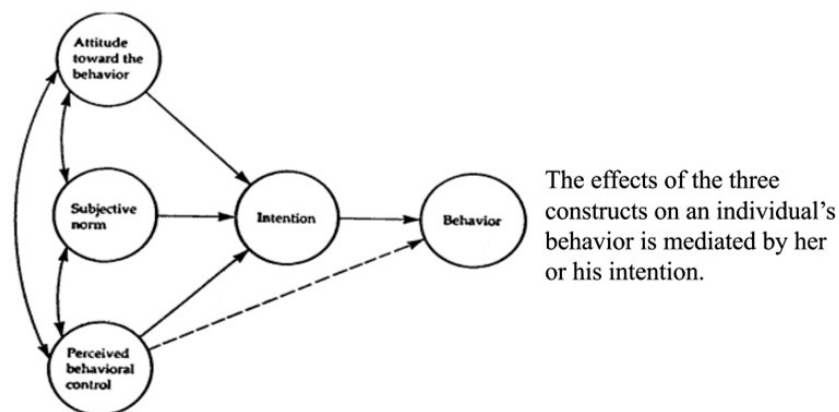 Attitude
toward the
behavior
Subjective
norm
Intention
Behavior
Perceived
behavioral
control
The effects of the three
constructs on an individual’s
behavior is mediated by her
or his intention.